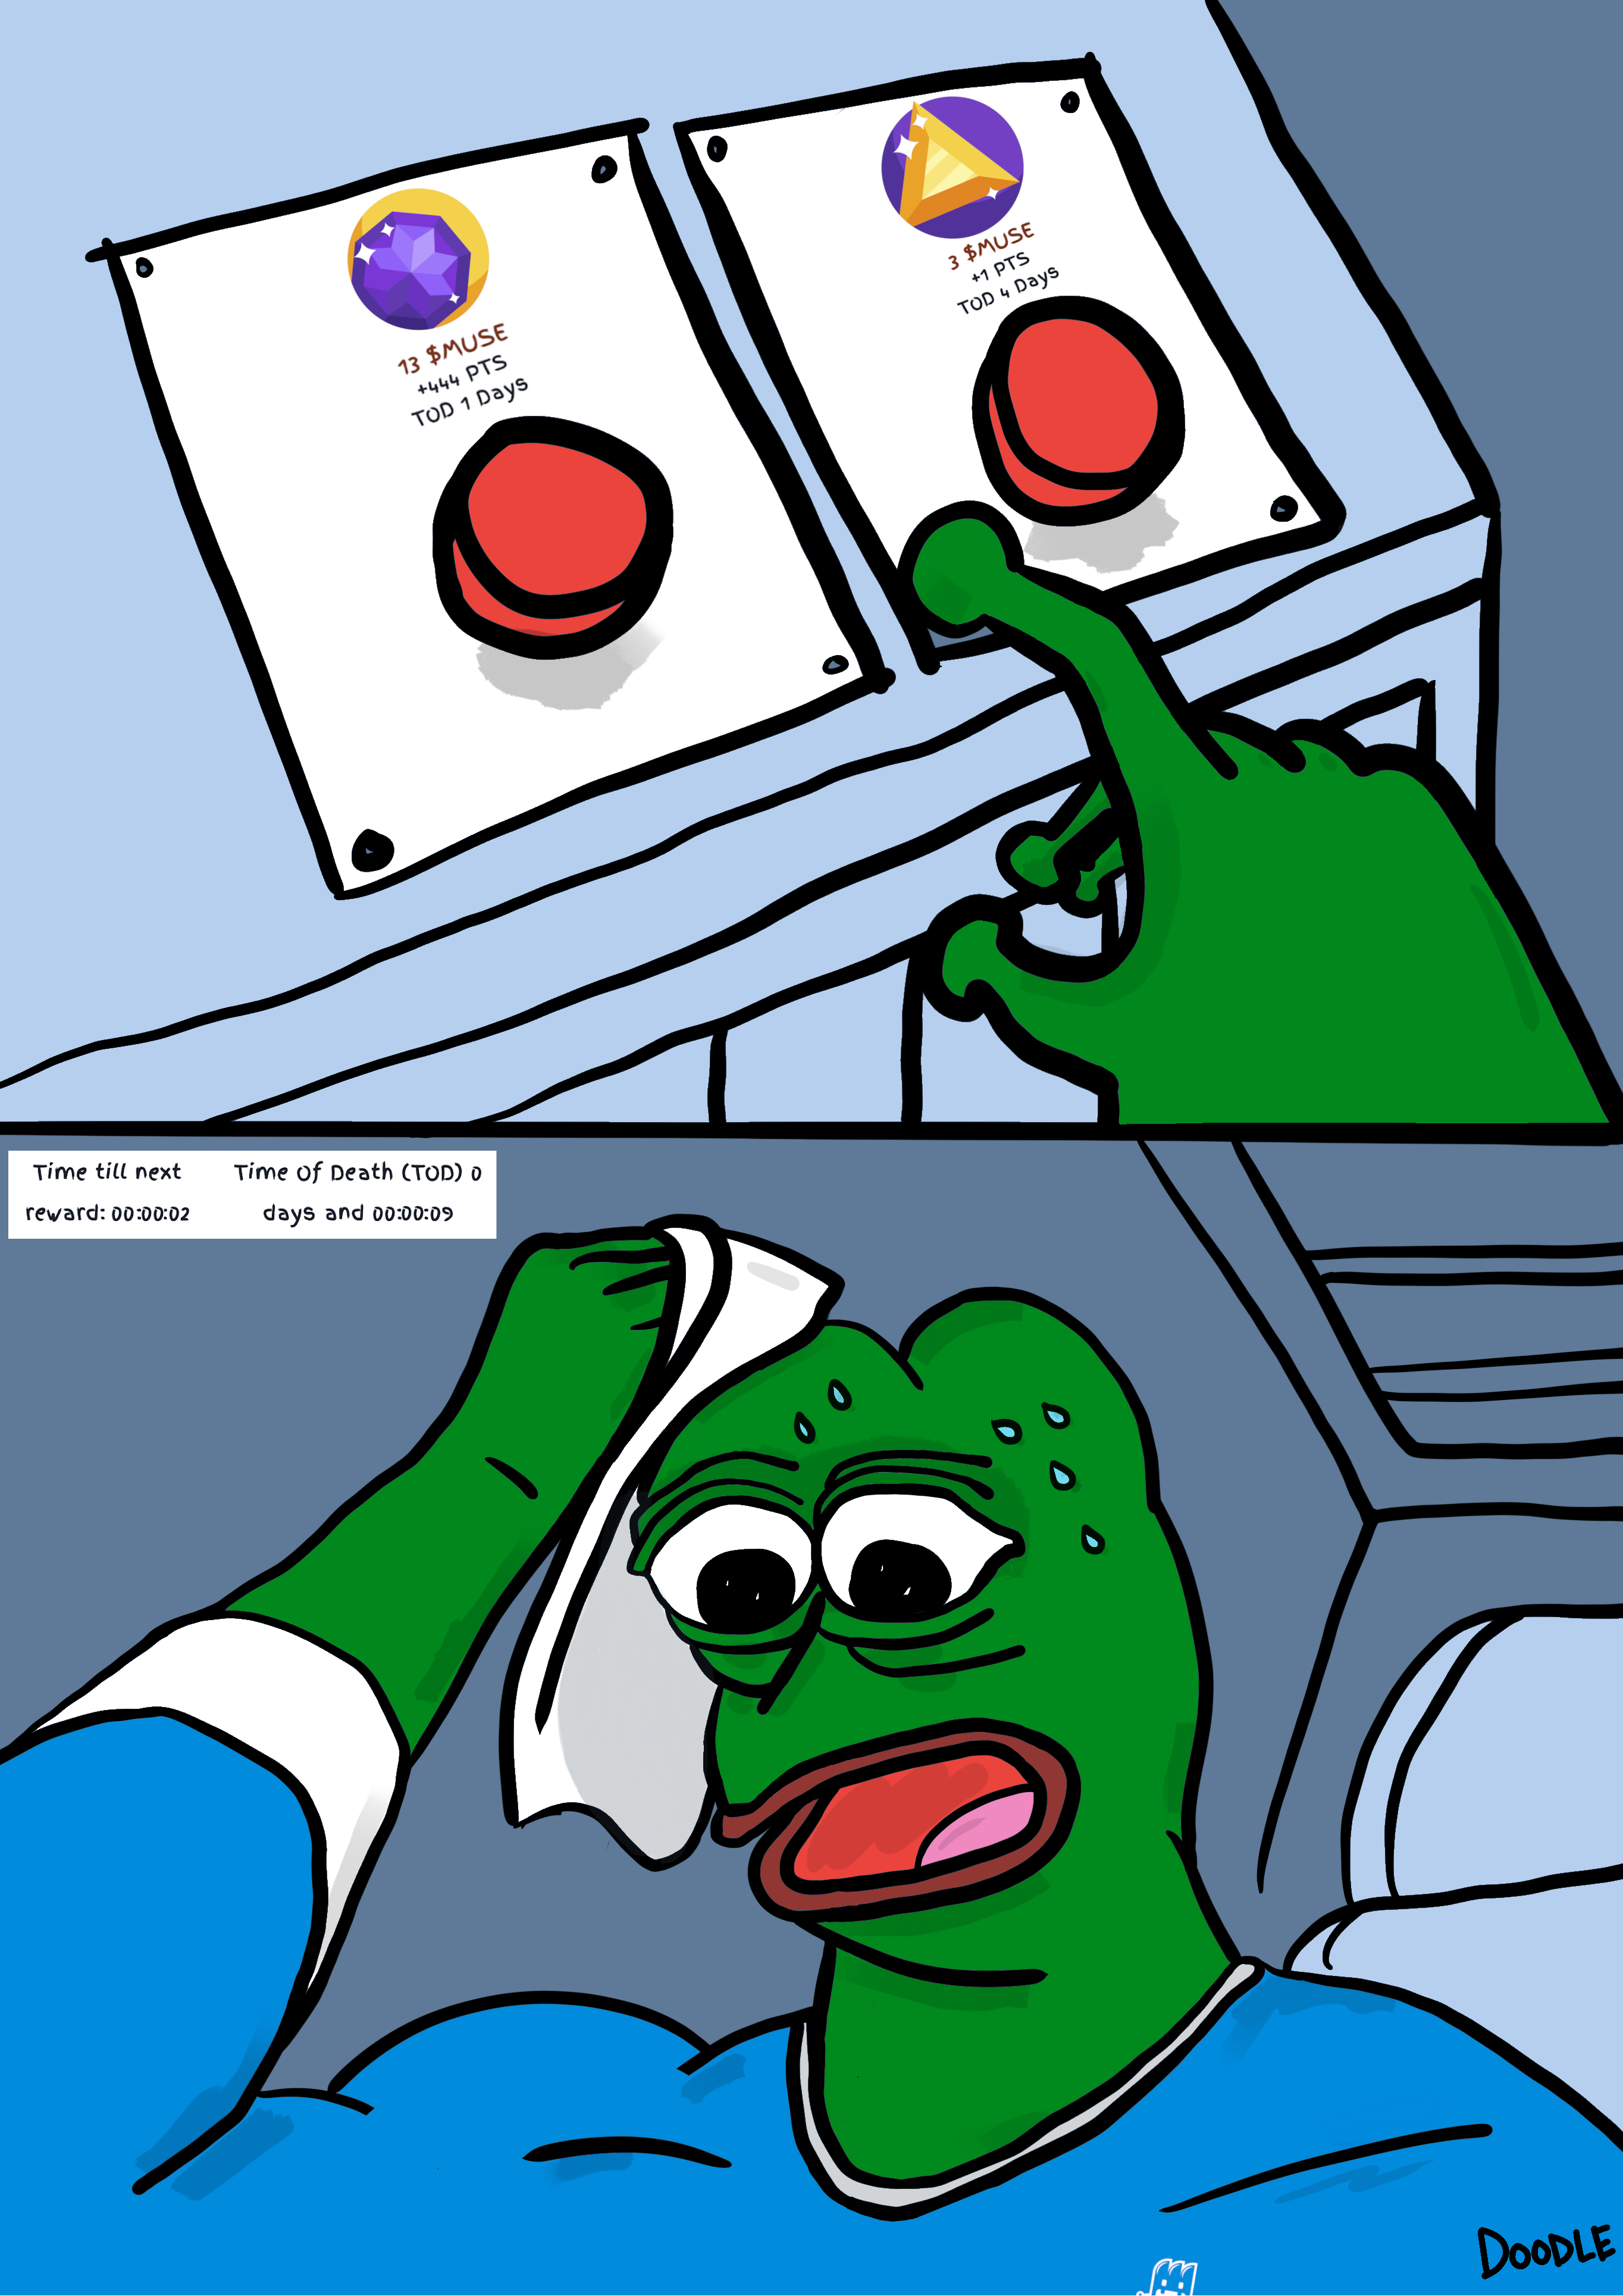 13 $MUSE
+444 PTS
TOD 1 Days
3 $MUSE
+1 PTS
TOD 4 Days
Time till next
reward: 00:00:02
Time Of Death (TOD) 0
days and 00:00:09
DOODLE